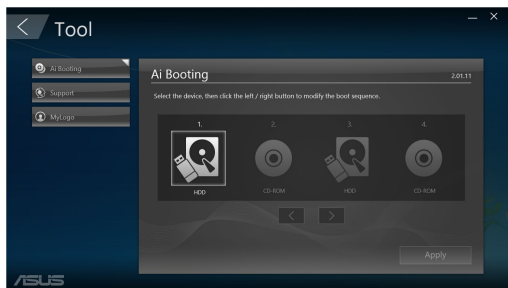 Tool
Ai Booting
Support
MyLogo
Ai Booting
2.01.11
Select the device, then click the left / right button to modify the boot sequence.
1. 2. 3. 4.
HDD CD-ROM HDD CD-ROM
Apply
ASUS